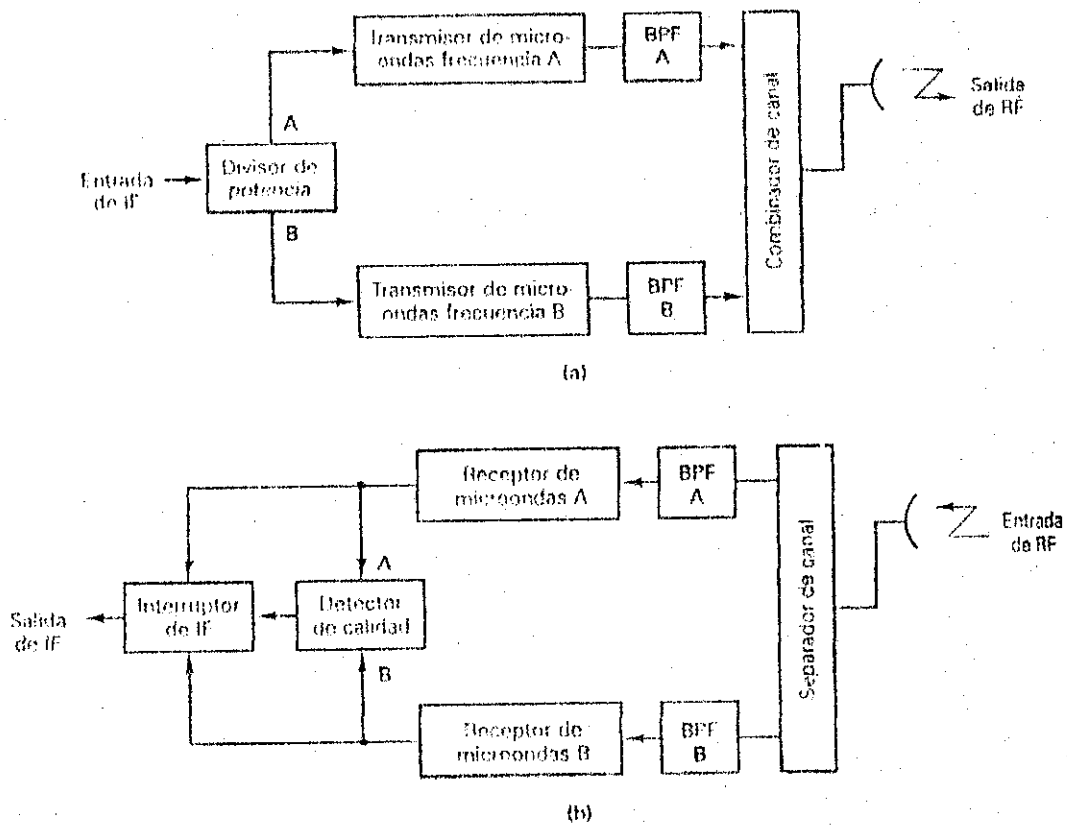 Transmisor de micro-
ondas frecuencia A
BPF
A
A
Divisor de
potencia
Entrada
de IF
B
Transmisor de micro-
ondas frecuencia B
BPF
B
Combinador de canal
Salida
de RF
(a)
Receptor de
microondas A
BPF
A
Separador de canal
Entrada
de RF
A
Interruptor
de IF
Detector
de calidad
Salida
de IF
B
Receptor de
microondas B
BPF
B
(b)